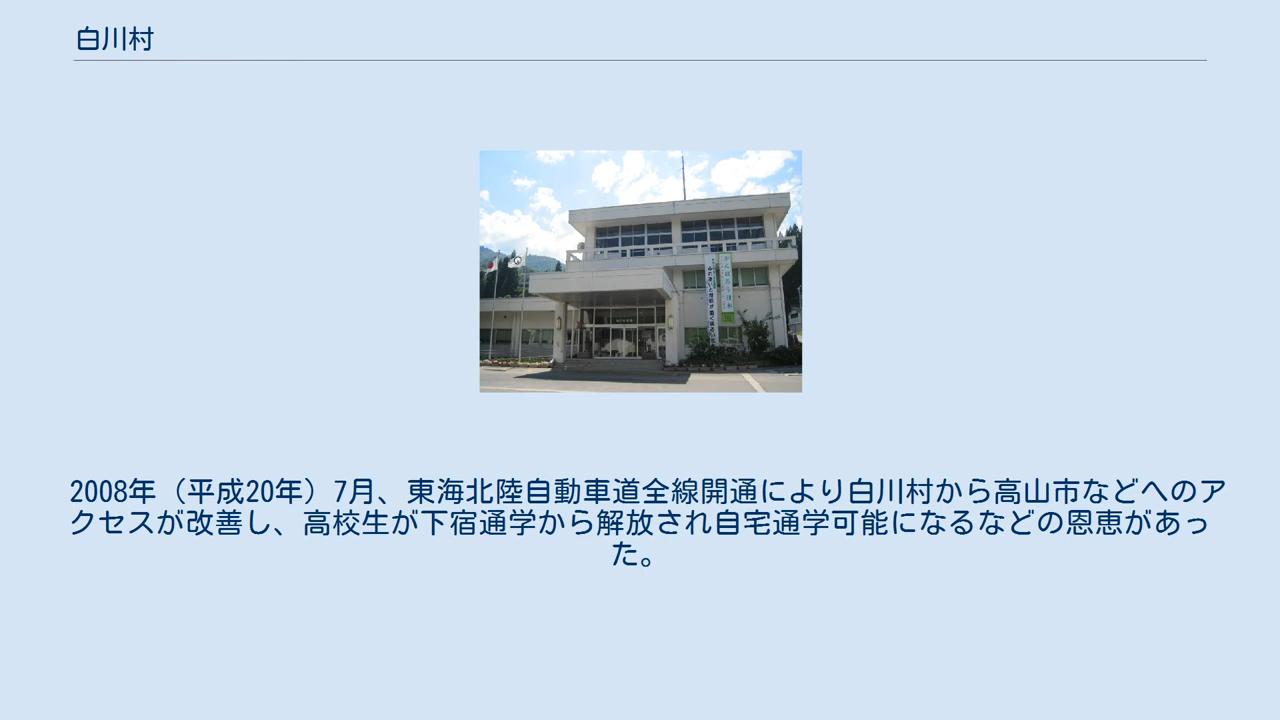 白川村
2008年（平成20年）7月、東海北陸自動車道全線開通により白川村から高山市などへのア
クセスが改善し、高校生が下宿通学から解放され自宅通学可能になるなどの恩恵があっ
た。